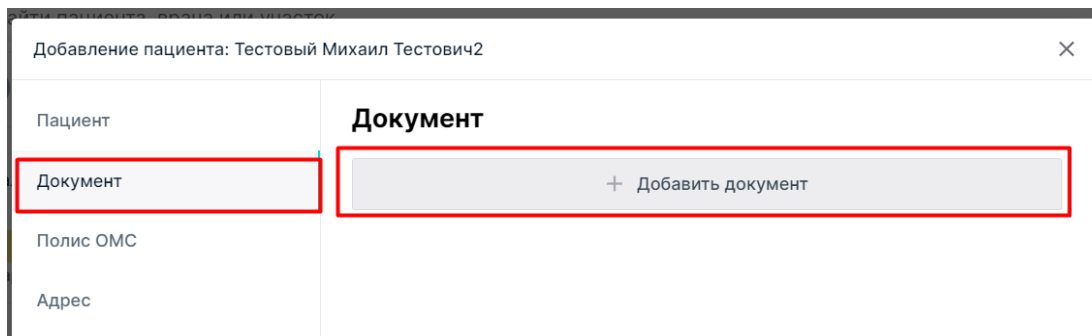 Добавление пациента: Тестовый Михаил Тестович2
Пациент
Документ
Документ
+ Добавить документ
Полис ОМС
Адрес